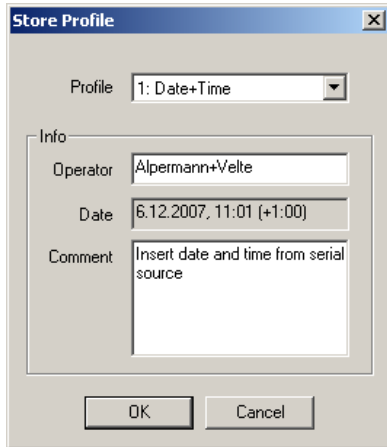 Store Profile
Profile 1: Date+Time
Info
Operator Alpermann+Velte
Date 6.12.2007, 11:01 (+1:00)
Comment Insert date and time from serial
source
OK Cancel